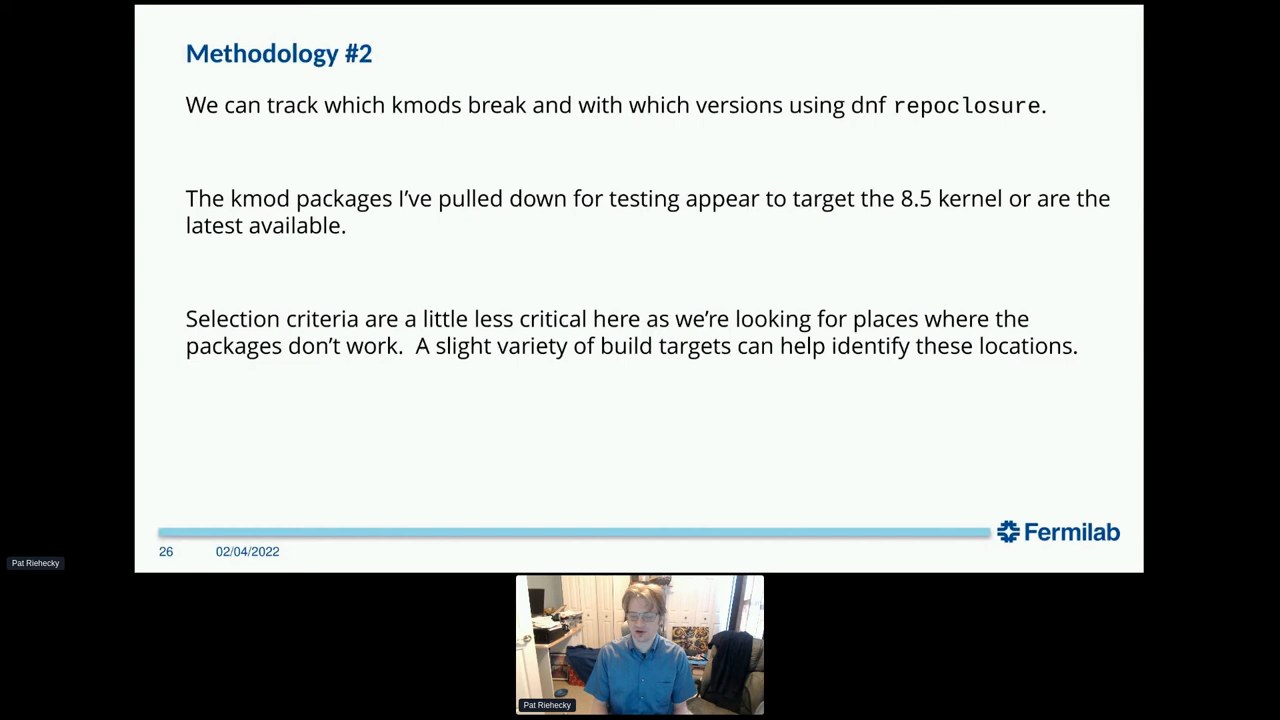 Methodology #2
We can track which kmods break and with which versions using dnf repoclosure.
The kmod packages I’ve pulled down for testing appear to target the 8.5 kernel or are the
latest available.
Selection criteria are a little less critical here as we’re looking for places where the
packages don’t work.  A slight variety of build targets can help identify these locations.
Fermilab
26 02/04/2022
Pat Riehecky
Pat Riehecky